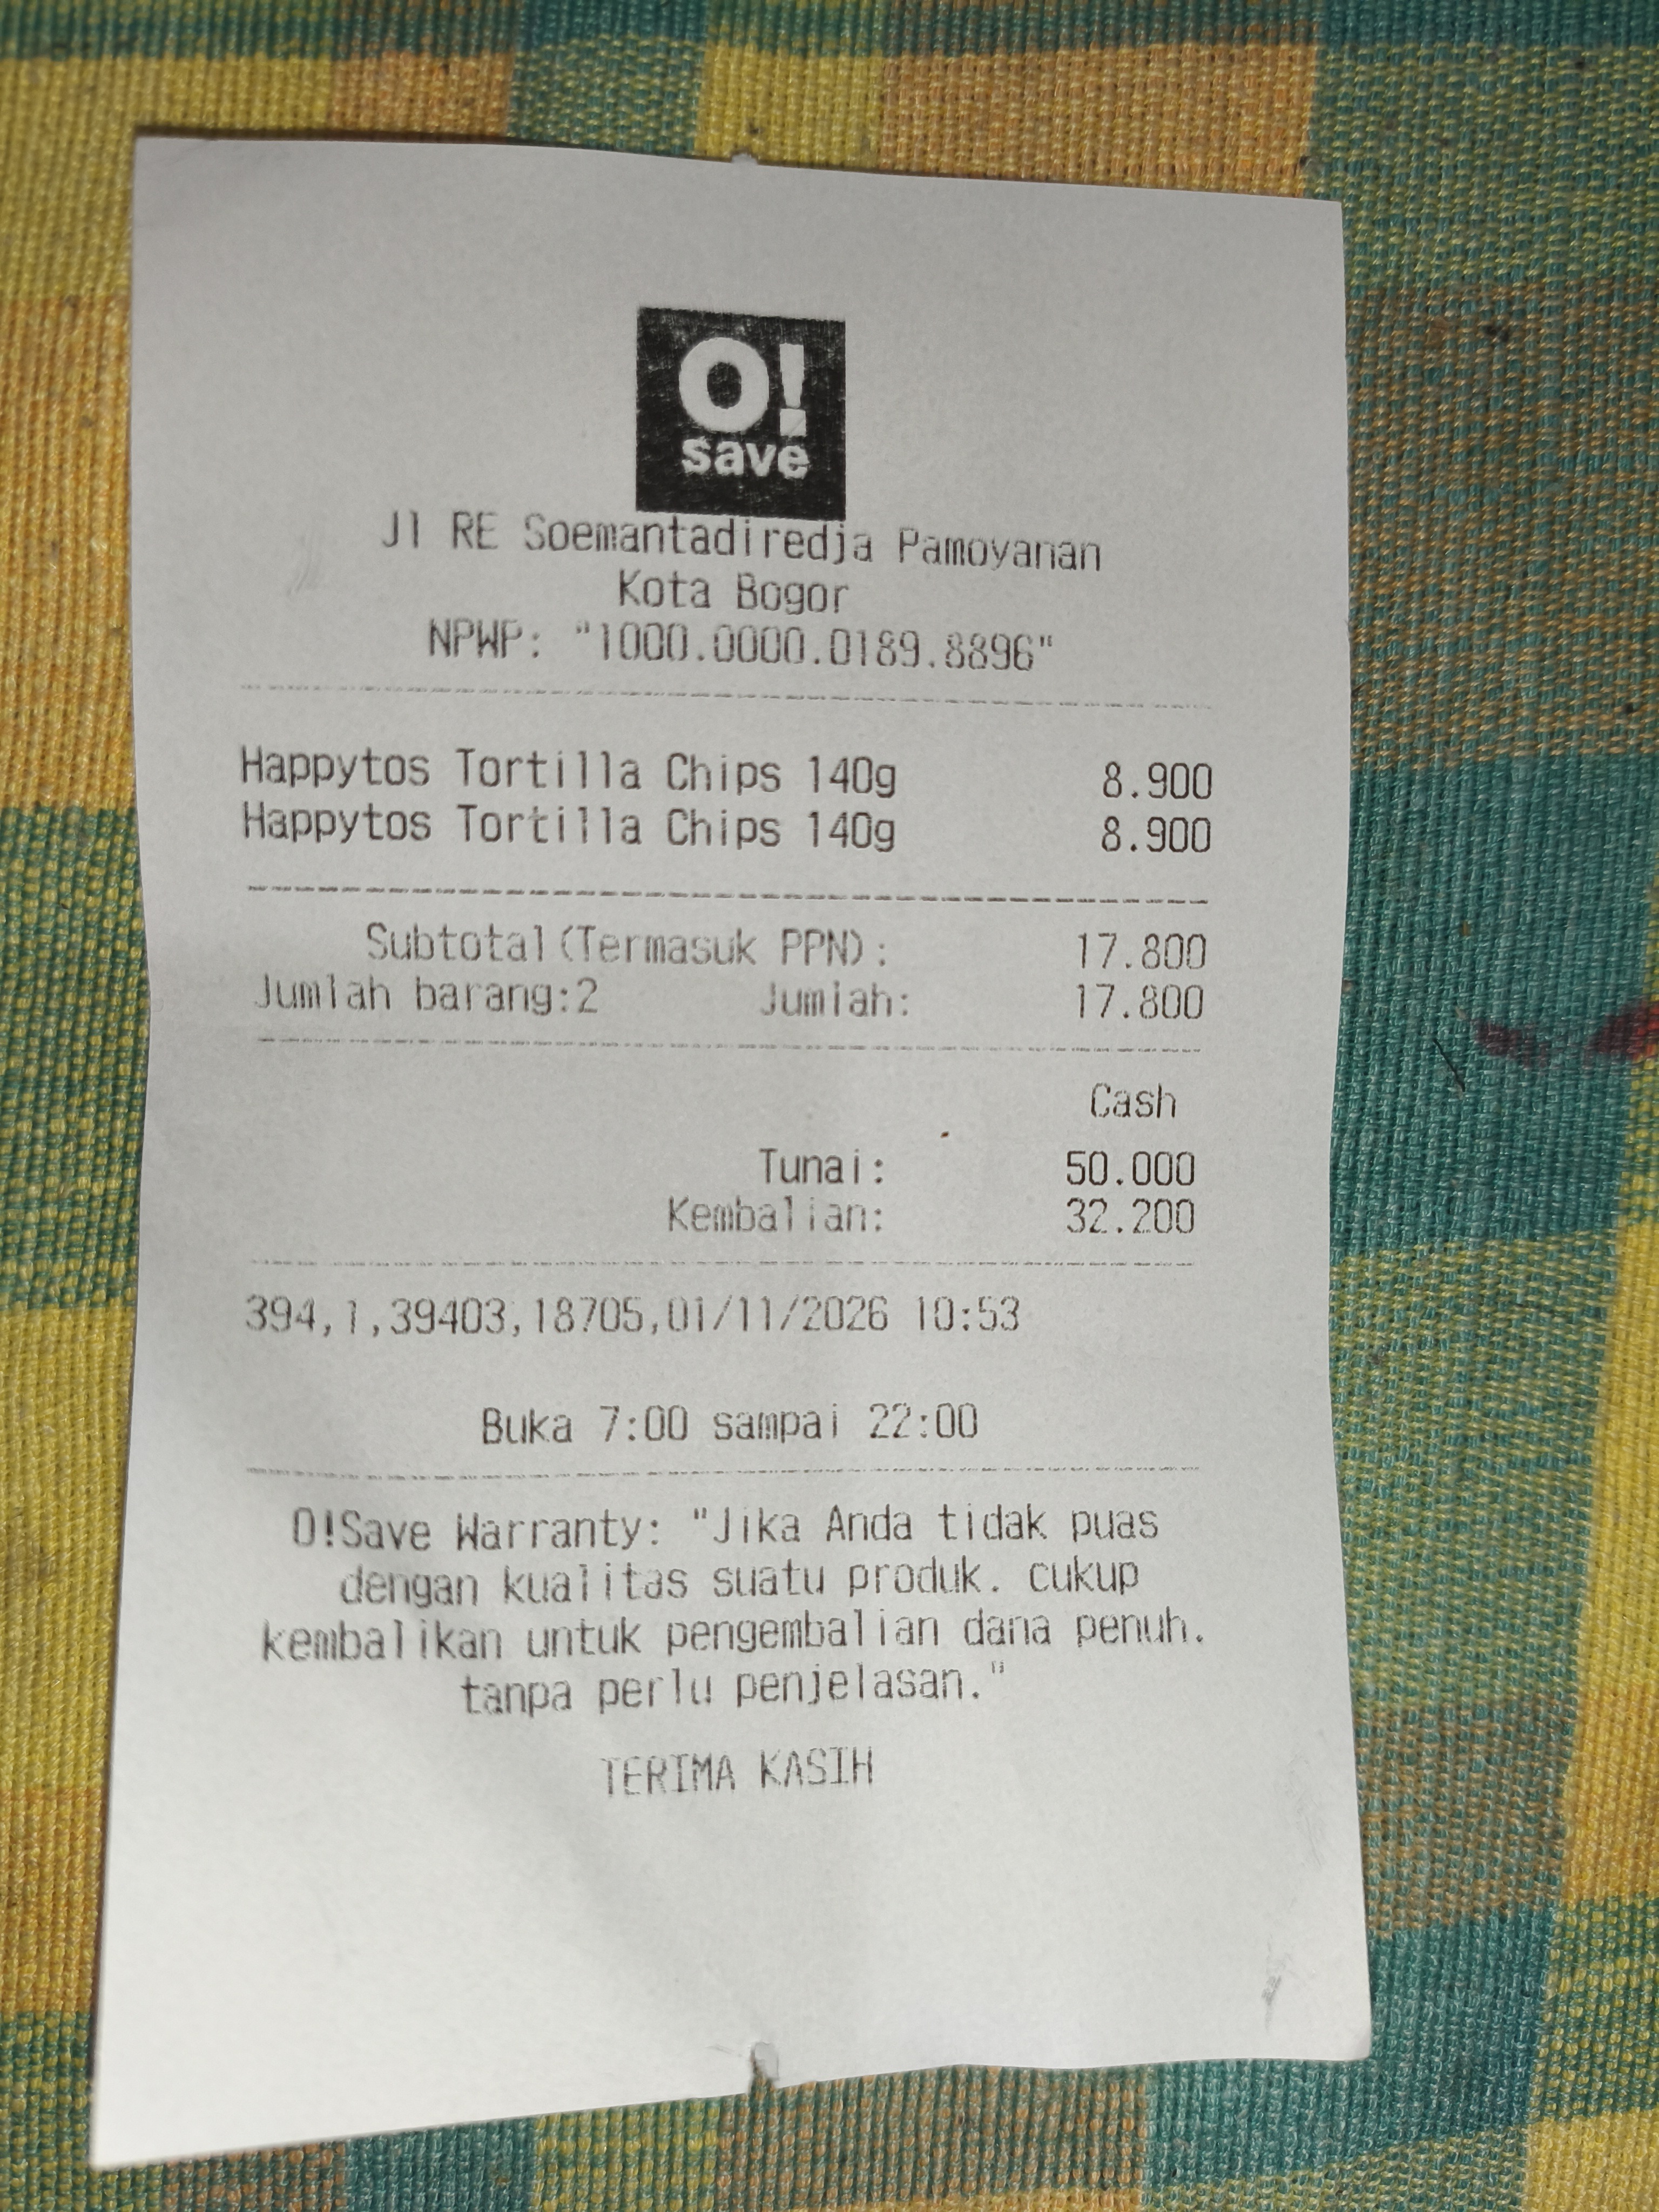 O!
save
Jl RE Soemantadiredja Pamoyanan
Kota Bogor
NPWP: "1000.0000.0189.8896"
Happytos Tortilla Chips 140g 8.900
Happytos Tortilla Chips 140g 8.900
Subtotal(Termasuk PPN): 17.800
Jumlah barang:2 Jumlah: 17.800
Cash
Tunai: 50.000
Kembalian: 32.200
394,1,39403,18705,01/11/2026 10:53
Buka 7:00 sampai 22:00
O!Save Warranty: "Jika Anda tidak puas
dengan kualitas suatu produk. cukup
kembalikan untuk pengembalian dana penuh.
tanpa perlu penjelasan."
TERIMA KASIH